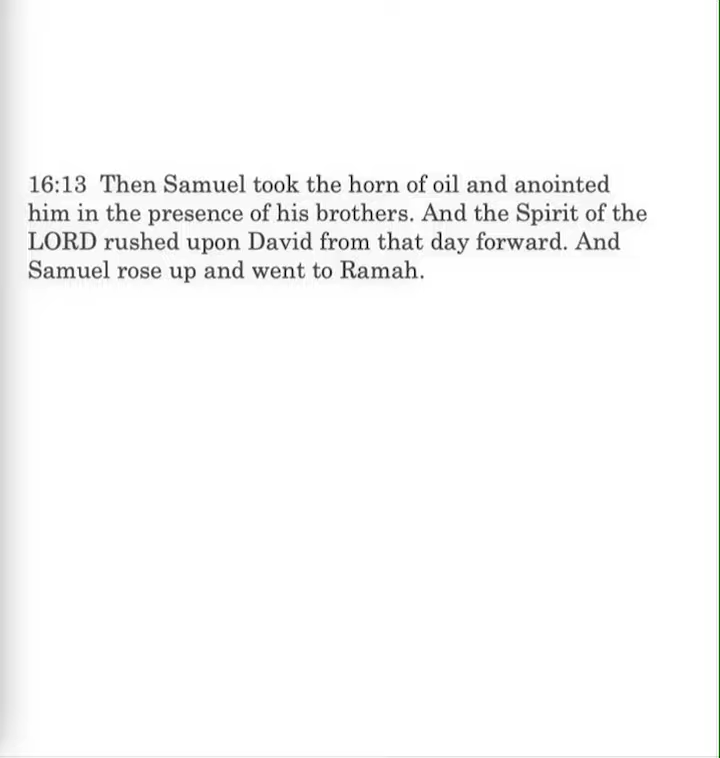 16:13 Then Samuel took the horn of oil and anointed
him in the presence of his brothers. And the Spirit of the
LORD rushed upon David from that day forward. And
Samuel rose up and went to Ramah.